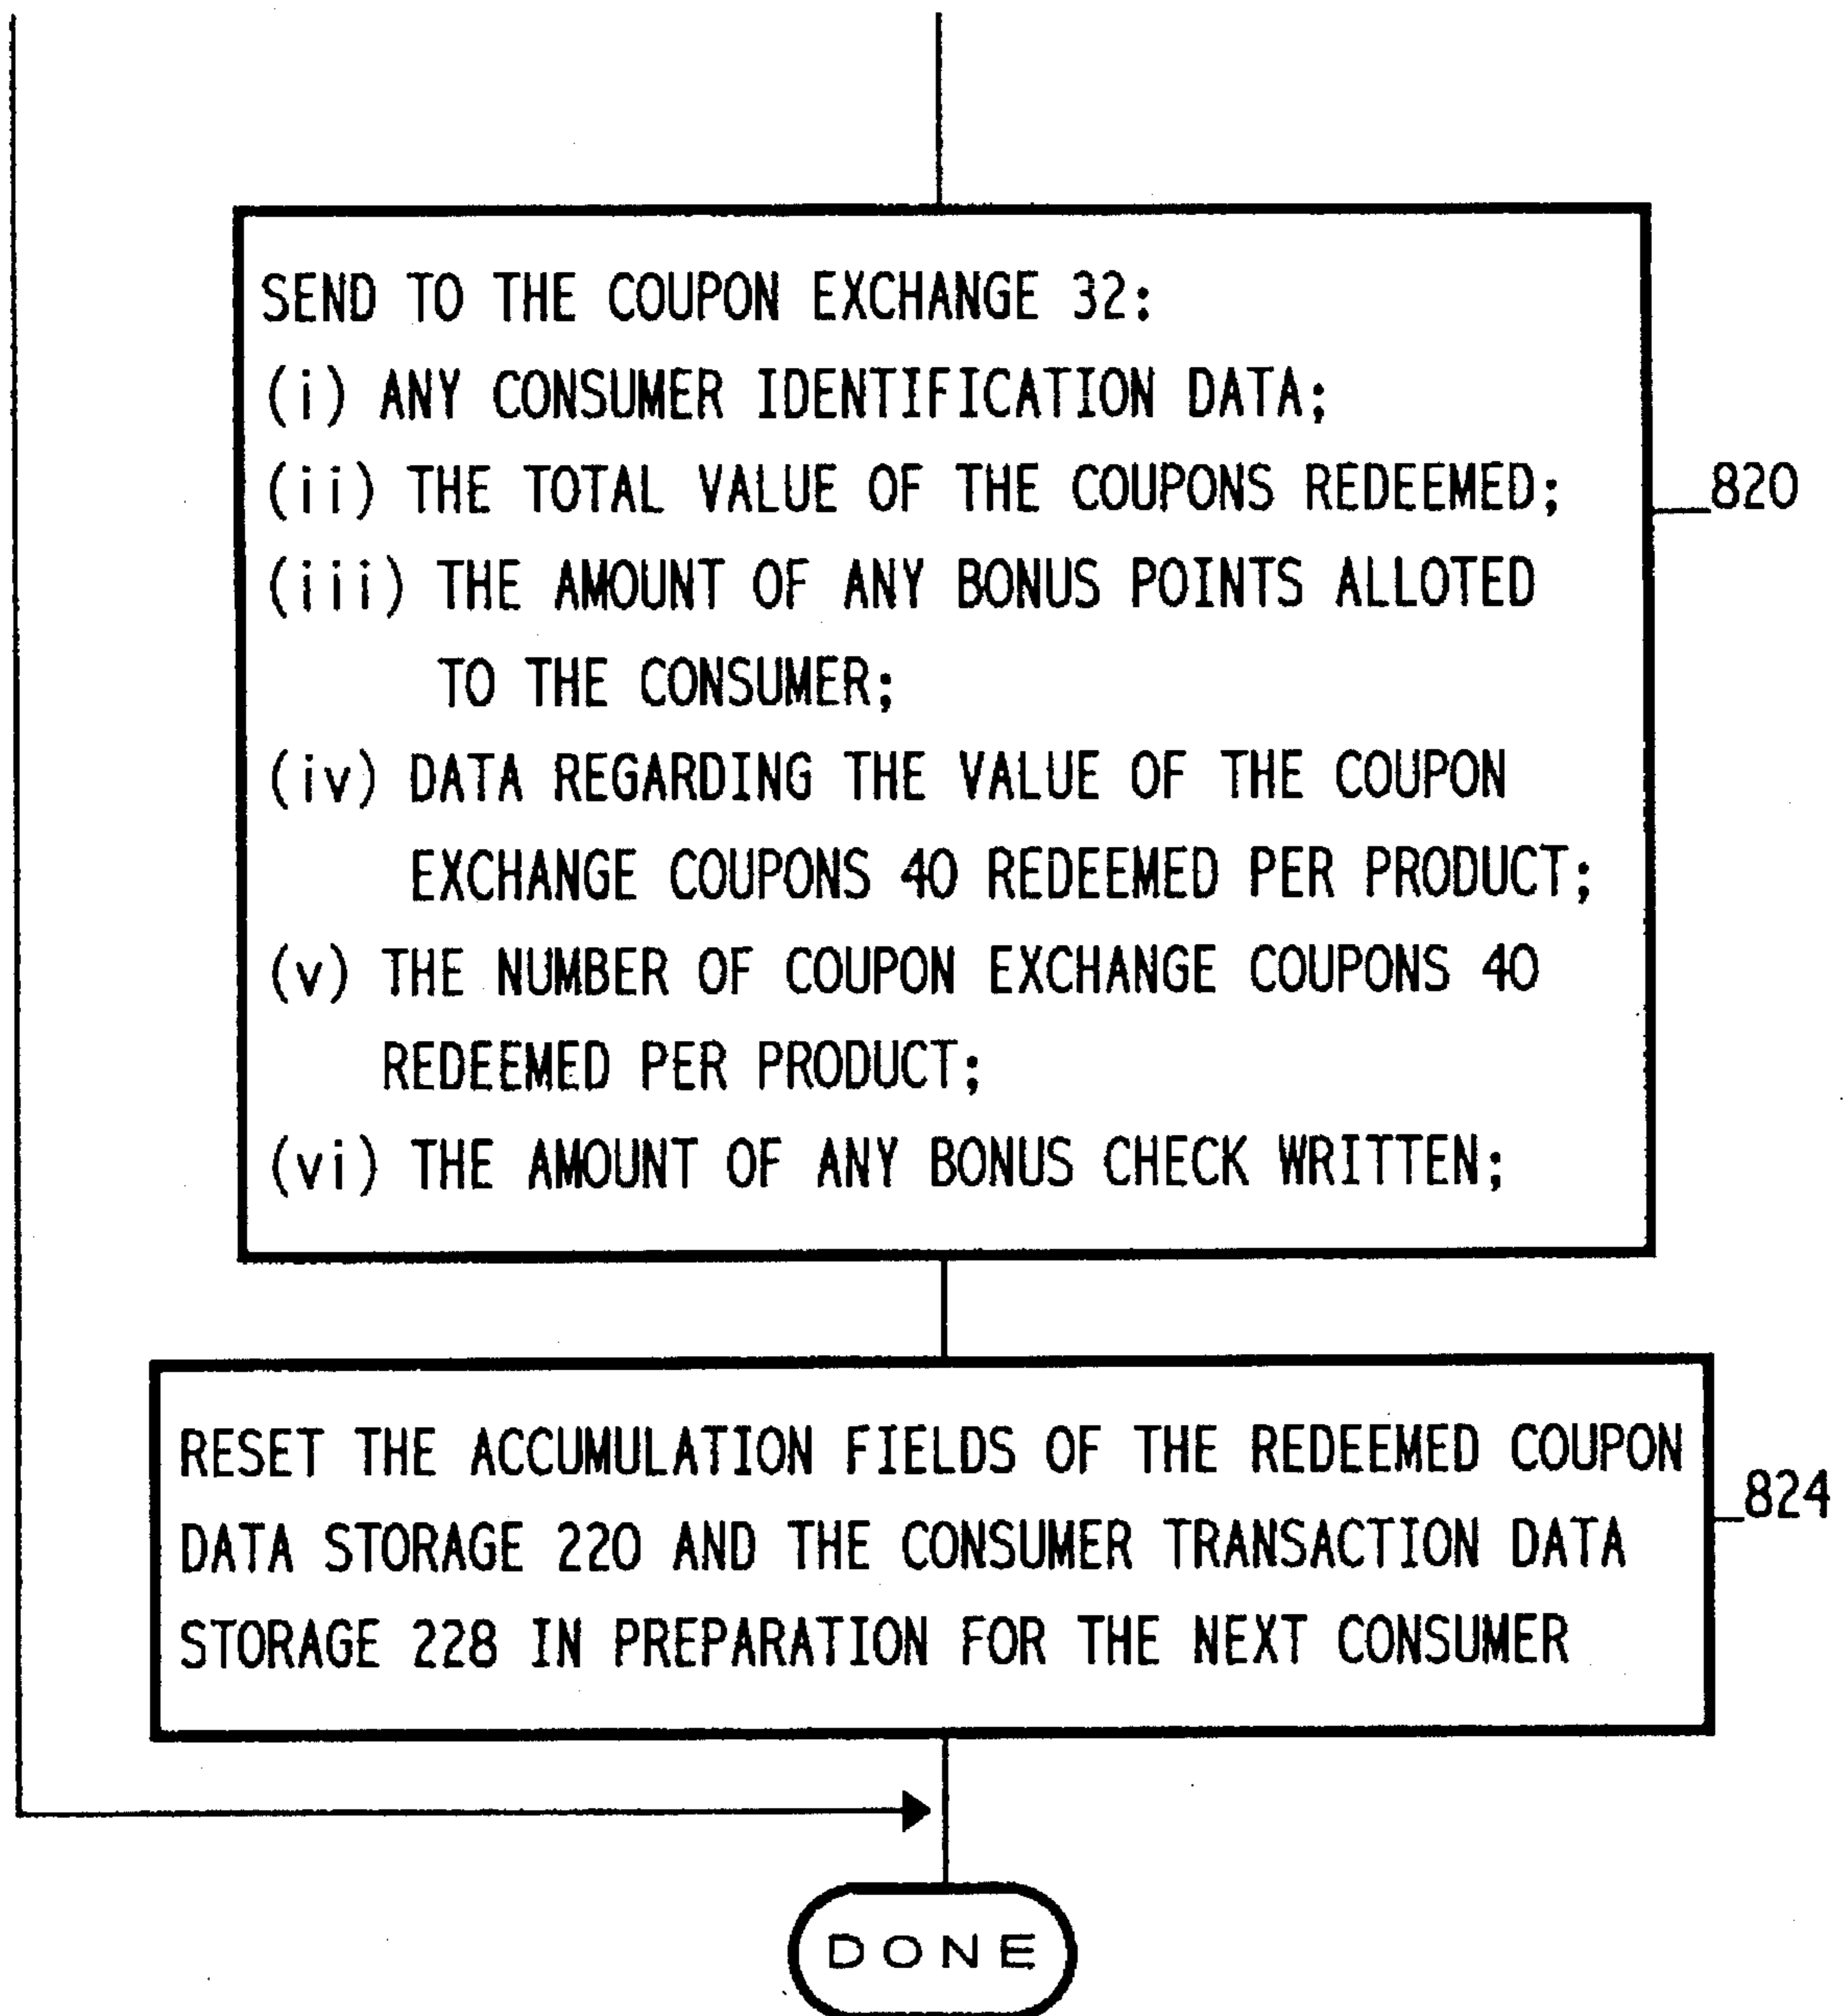 SEND TO THE COUPON EXCHANGE 32:
(i) ANY CONSUMER IDENTIFICATION DATA;
(ii) THE TOTAL VALUE OF THE COUPONS REDEEMED;
820
(iii) THE AMOUNT OF ANY BONUS POINTS ALLOTED
TO THE CONSUMER;
(iv) DATA REGARDING THE VALUE OF THE COUPON
EXCHANGE COUPONS 40 REDEEMED PER PRODUCT;
(v) THE NUMBER OF COUPON EXCHANGE COUPONS 40
REDEEMED PER PRODUCT;
(vi) THE AMOUNT OF ANY BONUS CHECK WRITTEN;
RESET THE ACCUMULATION FIELDS OF THE REDEEMED COUPON
824
DATA STORAGE 220 AND THE CONSUMER TRANSACTION DATA
STORAGE 228 IN PREPARATION FOR THE NEXT CONSUMER
DONE